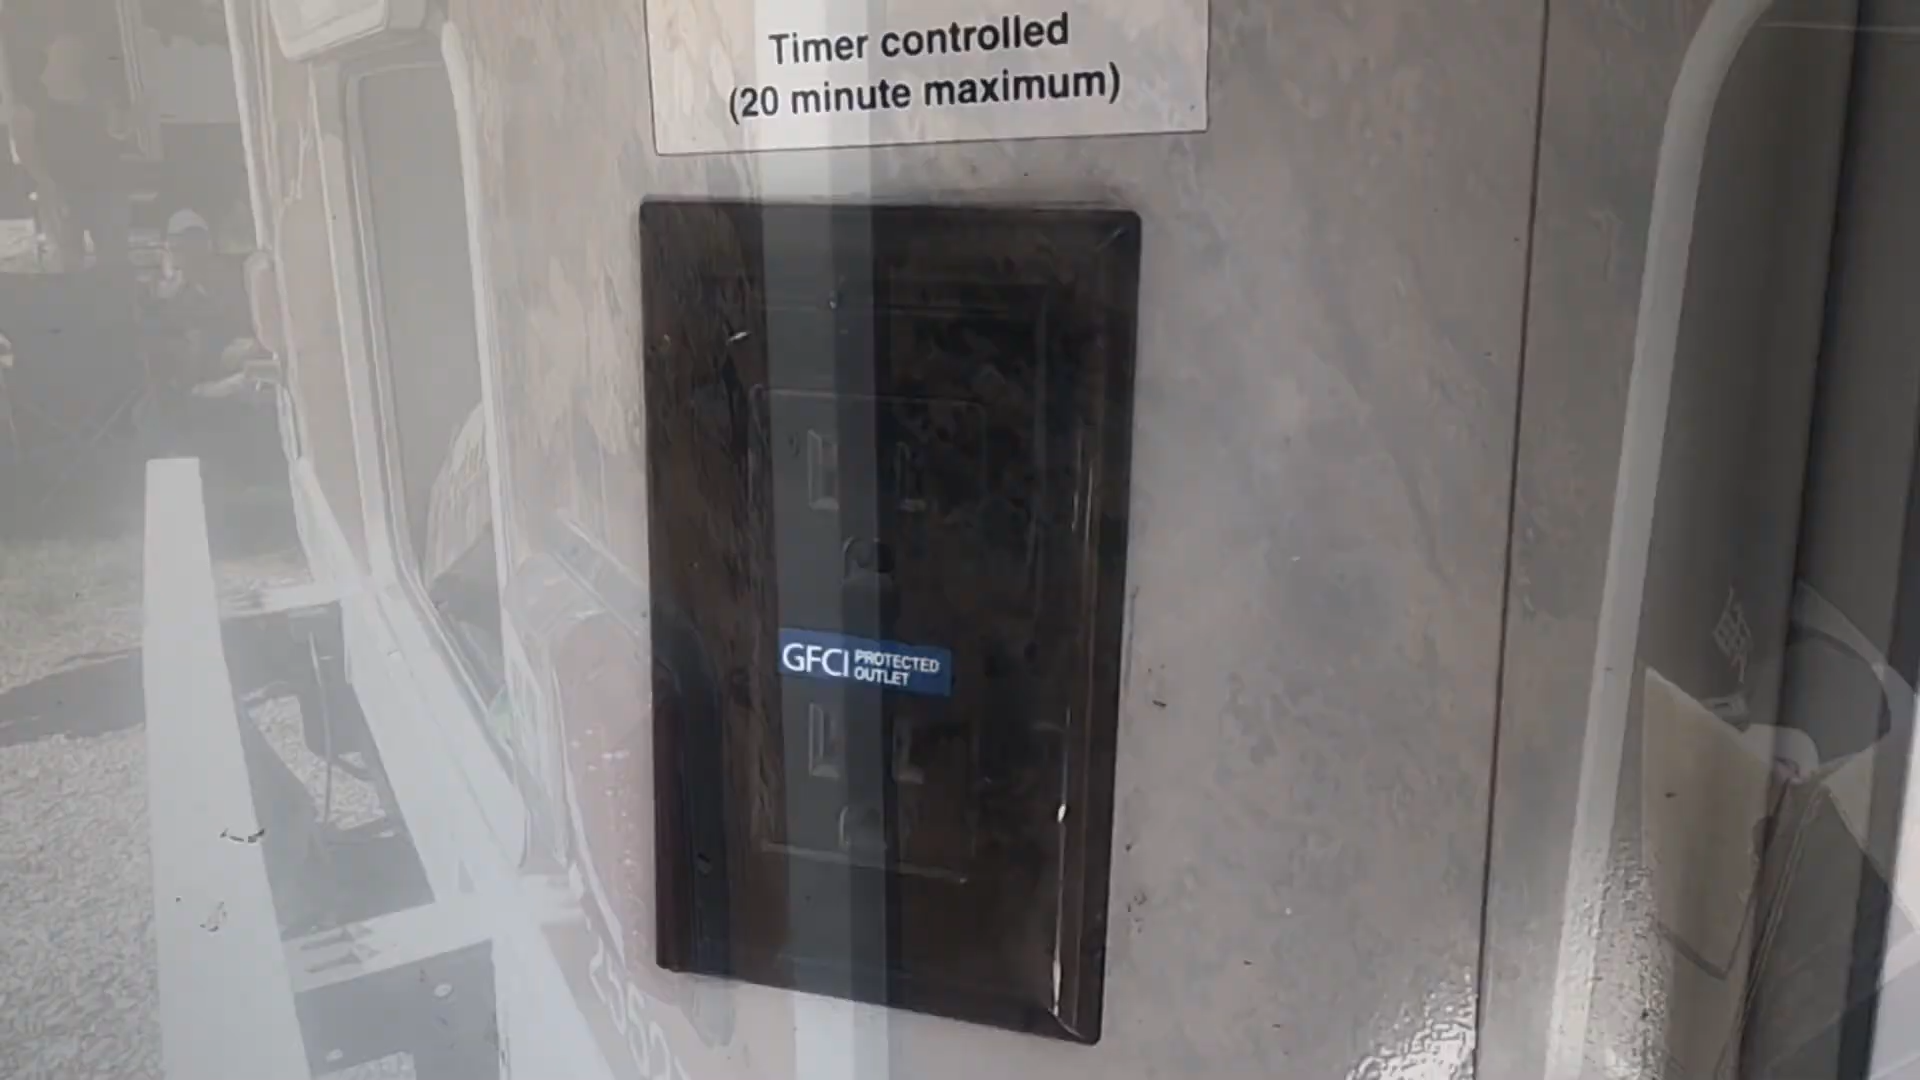 Timer controlled
(20 minute maximum)
GFCI PROTECTED
OUTLET